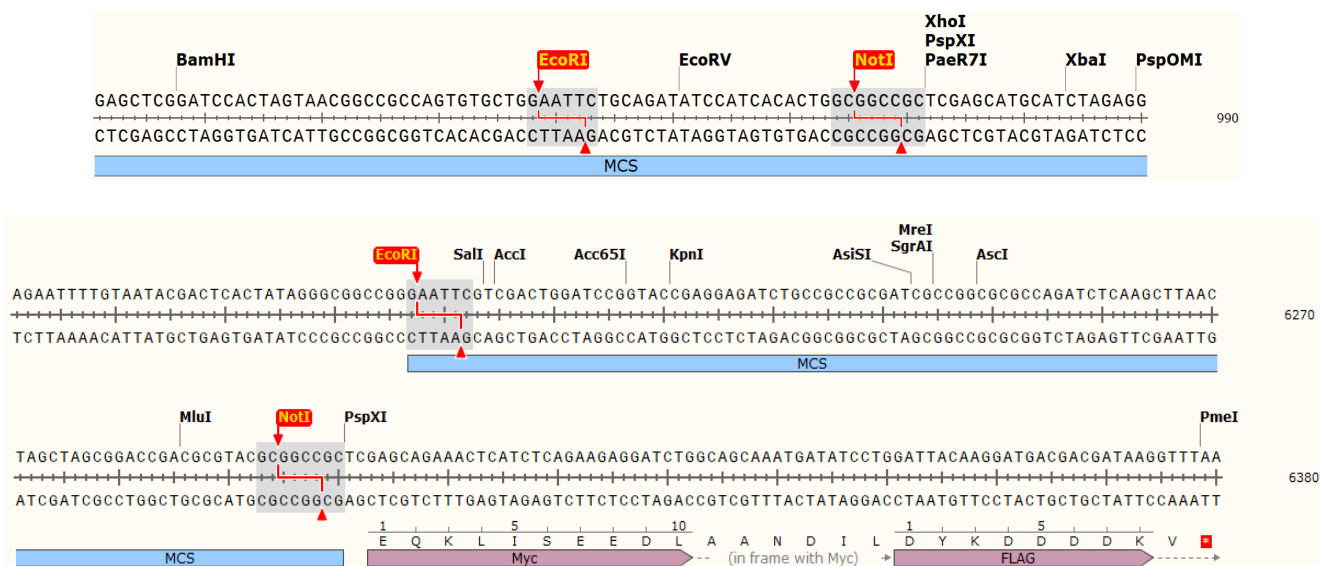 XhoI
PspXI
BamHI EcoRI EcoRV NotI PaeR7I XbaI PspOMI
GAGCTCGGATCCACTAGTAACGGCCGCCAGTGTGCTGGAATTCTGCAGATATCCATCACACTGGCGGCCGCTCGAGCATGCATCTAGAGG
990
CTCGAGCCTAGGTGATCATTGCCGGCGGTCACACGACCTTAAGACGTCTATAGGTAGTGTGACCGCCGGCGAGCTCGTACGTAGATCTCC
MCS
MreI
EcoRI SalI AccI Acc65I KpnI AsiSI SgrAI AscI
AGAATTTTGTAATACGACTCACTATAGGGCGGCCGGGAATTCGTCGACTGGATCCGGTACCGAGGAGATCTGCCGCCGCGATCGCCGGCGCGCCAGATCTCAAGCTTAAC
6270
TCTTAAAACATTATGCTGAGTGATATCCCGCCGGCCCTTAAGCAGCTGACCTAGGCCATGGCTCCTCTAGACGGCGGCGCTAGCGGCCGCGCGGTCTAGAGTTCGAATTG
MCS
MluI NotI PspXI PmeI
TAGCTAGCGGACCGACGCGTACGCGGCCGCTCGAGCAGAAACTCATCTCAGAAGAGGATCTGGCAGCAAATGATATCCTGGATTACAAGGATGACGACGATAAGGTTTAA
6380
ATCGATCGCCTGGCTGCGCATGCGCCGGCGAGCTCGTCTTTGAGTAGAGTCTTCTCCTAGACCGTCGTTTACTATAGGACCTAATGTTCCTACTGCTGCTATTCCAAATT
1 5 10 1 5
E Q K L I S E E D L A A N D I L D Y K D D D D K V *
MCS Myc (in frame with Myc) FLAG